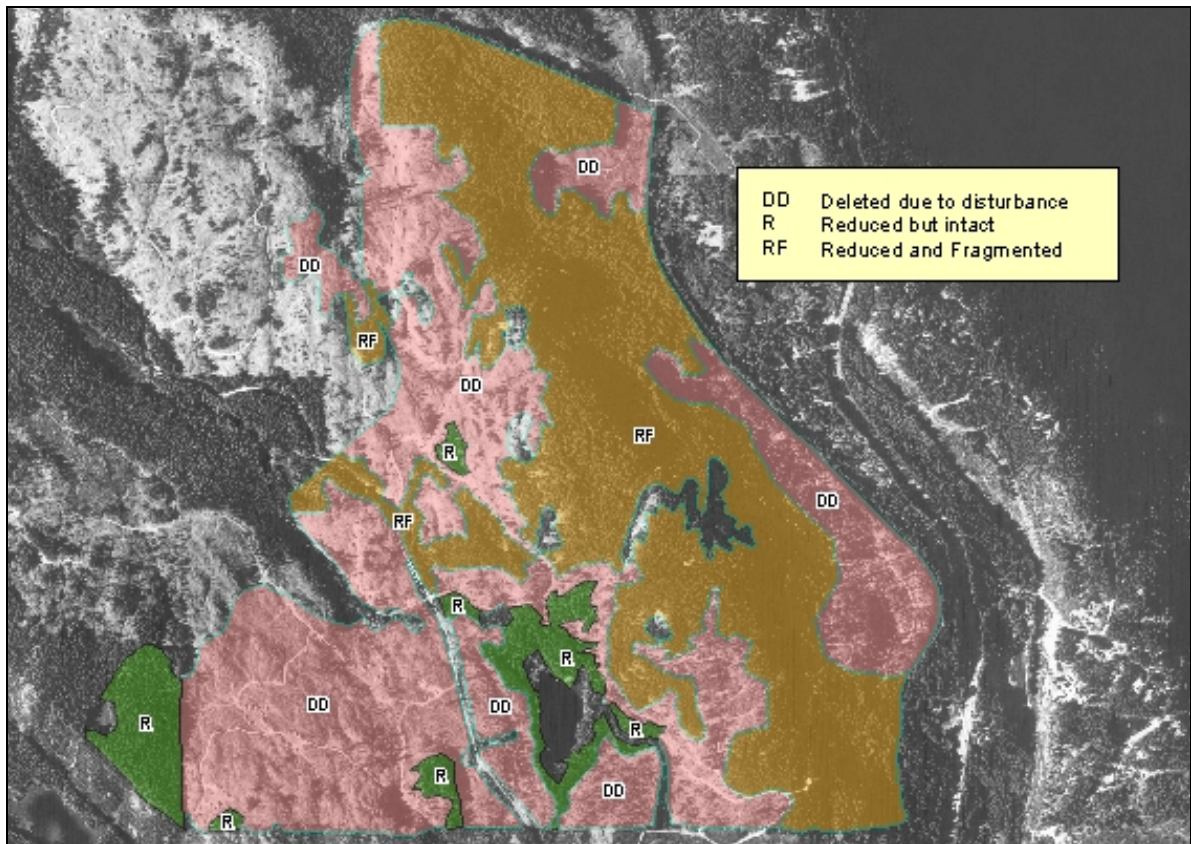 DD
DD Deleted due to disturbance
R Reduced but intact
RF Reduced and Fragmented
DD
RF
DD
RF
R
DD
RF
R
R
DD
DD
R
R
R
DD
R